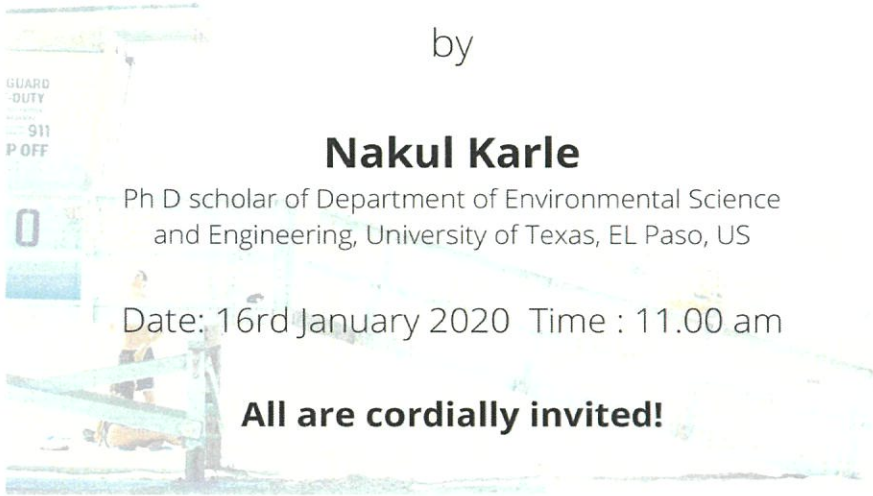 by
GUARD
-DUTY
911
P OFF
0
Nakul Karle
Ph D scholar of Department of Environmental Science
and Engineering, University of Texas, EL Paso, US
Date: 16rd January 2020 Time : 11.00 am
All are cordially invited!